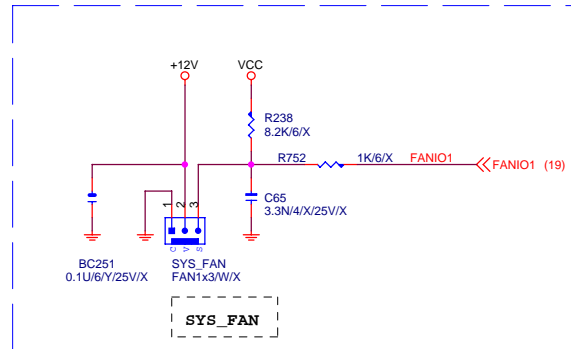 +12V
VCC
R238
8.2K/6/X
R752
1K/6/X
FANIO1
FANIO1 (19)
C65
3.3N/4/X/25V/X
1
2
3
C
V
S
BC251
0.1U/6/Y/25V/X
SYS_FAN
FAN1x3/W/X
SYS_FAN